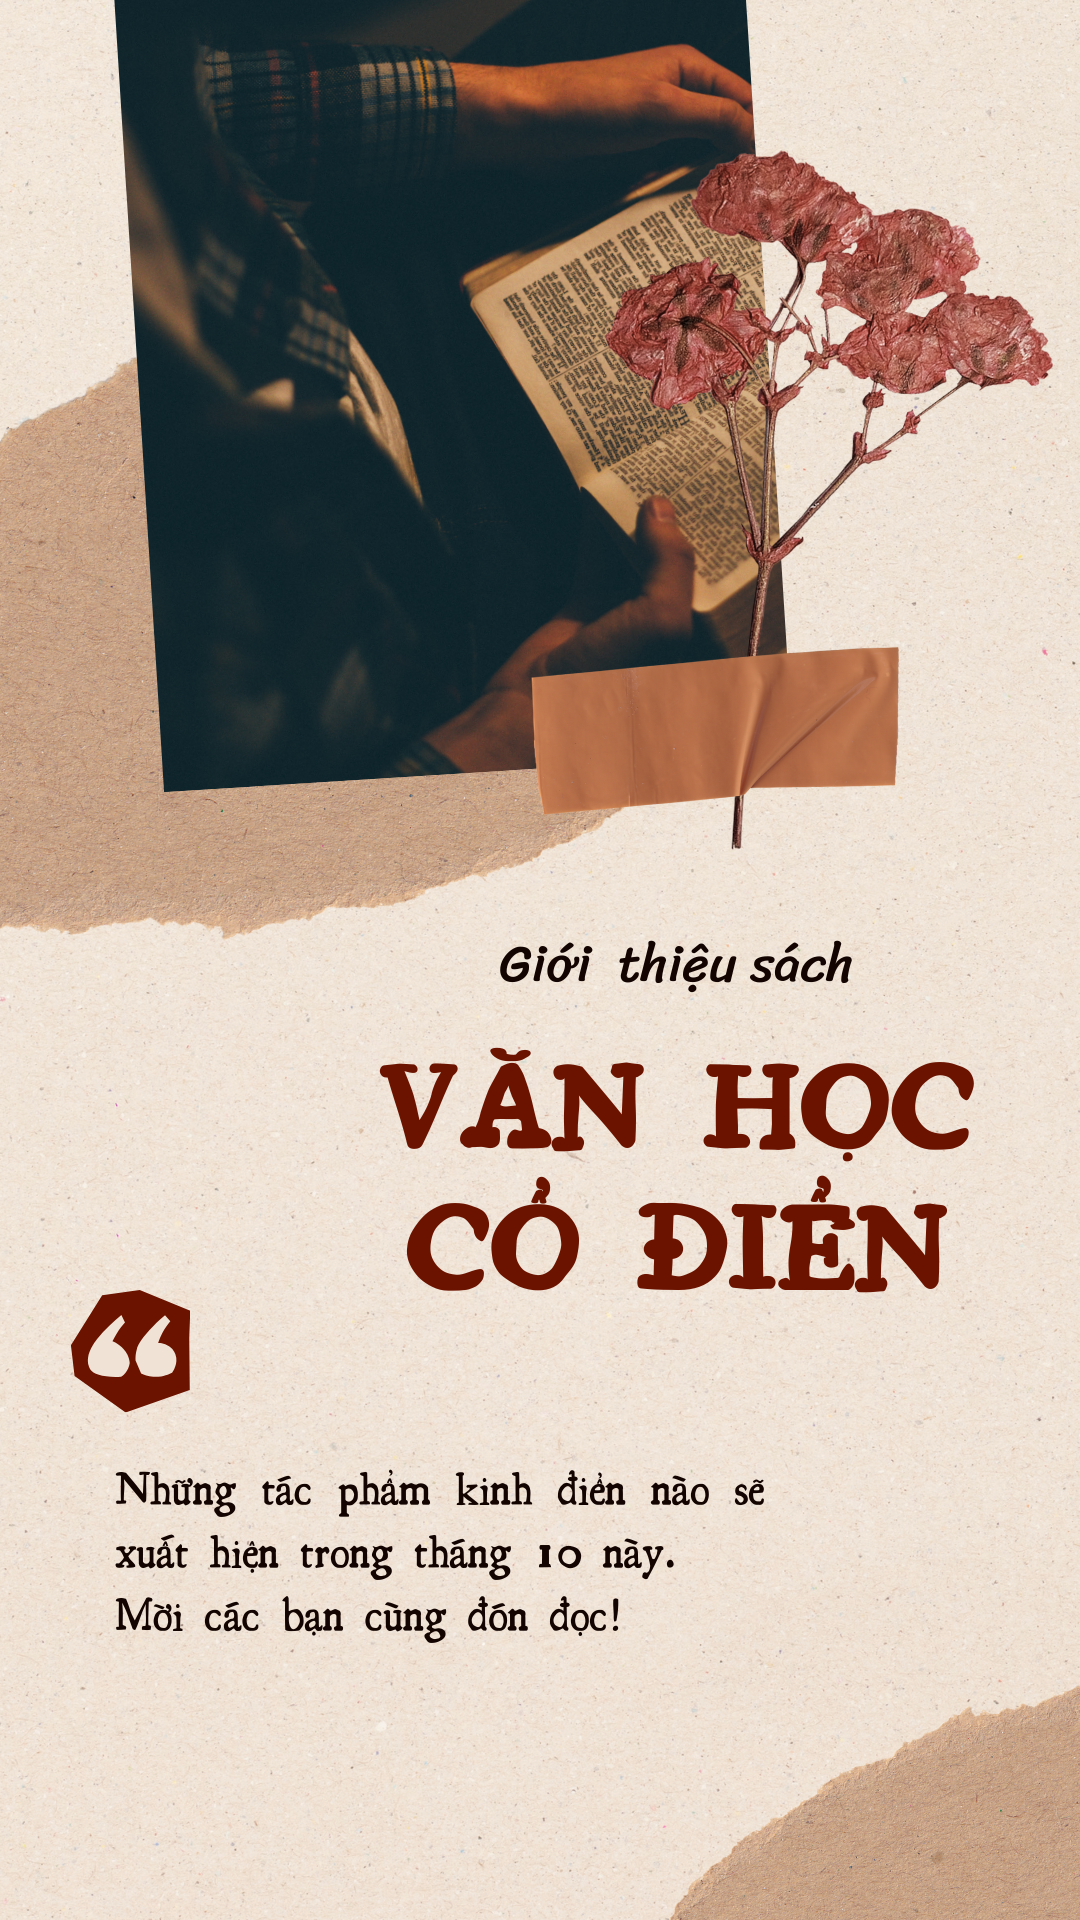 Giới thiệu sách
VĂN HỌC
CỔ ĐIỂN
“
Những tác phẩm kinh điển nào sẽ
xuất hiện trong tháng 10 này.
Mời các bạn cùng đón đọc!